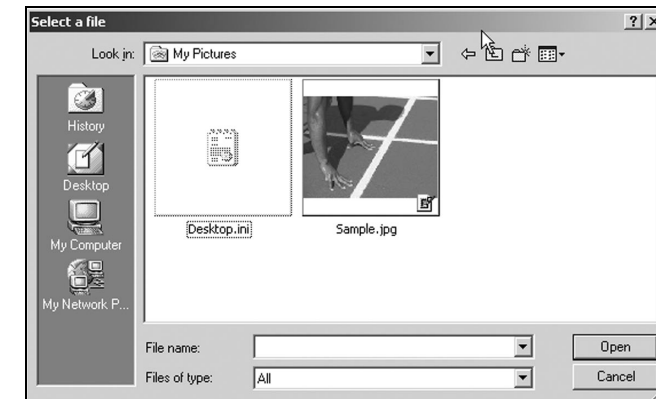 Select a file
Look in: My Pictures
History
Desktop
My Computer
My Network P...
Desktop.ini Sample.jpg
File name: Open
Files of type: All Cancel